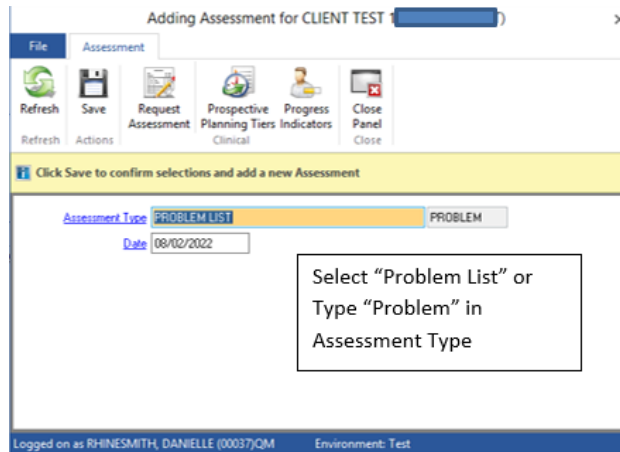 Adding Assessment for CLIENT TEST 1
File Assessment
Refresh Save Request Assessment Prospective Planning Tiers Progress Indicators Close Panel
Refresh Actions Clinical Close
Click Save to confirm selections and add a new Assessment
Assessment Type PROBLEM LIST PROBLEM
Date 08/02/2022
Select “Problem List” or
Type “Problem” in
Assessment Type
Logged on as RHINESMITH, DANIELLE (00037)QM Environment: Test